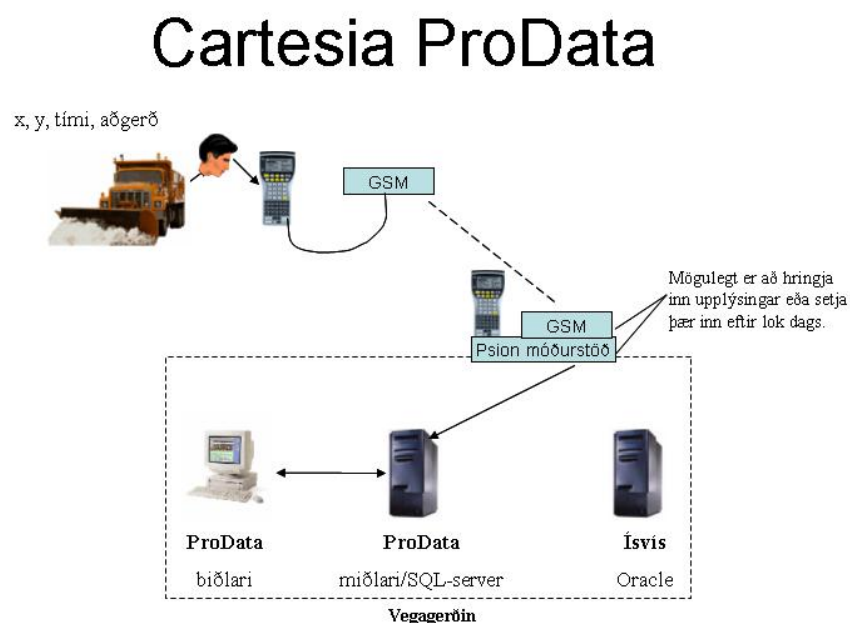 Cartesia ProData
x, y, tími, aðgerð
GSM
Mögulegt er að hringja
inn upplýsingar eða setja
þær inn eftir lok dags.
GSM
Psion móðurstöð
ProData
biðlari
ProData
miðlari/SQL-server
Ísvís
Oracle
Vegagerðin